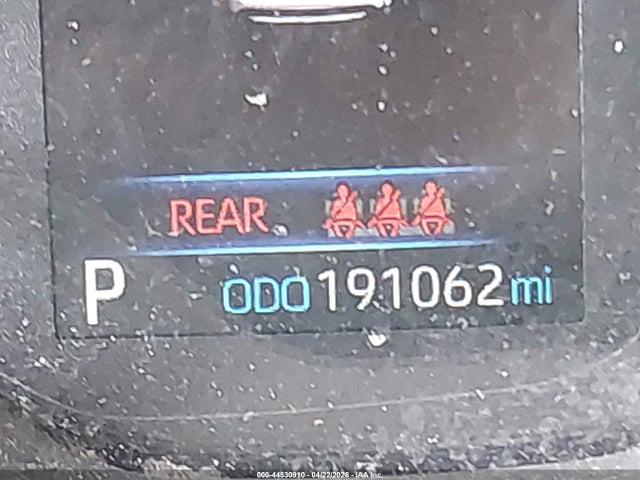 REAR
P ODO 191062 mi
000-44530910 - 04/22/2026 - IAA Inc.